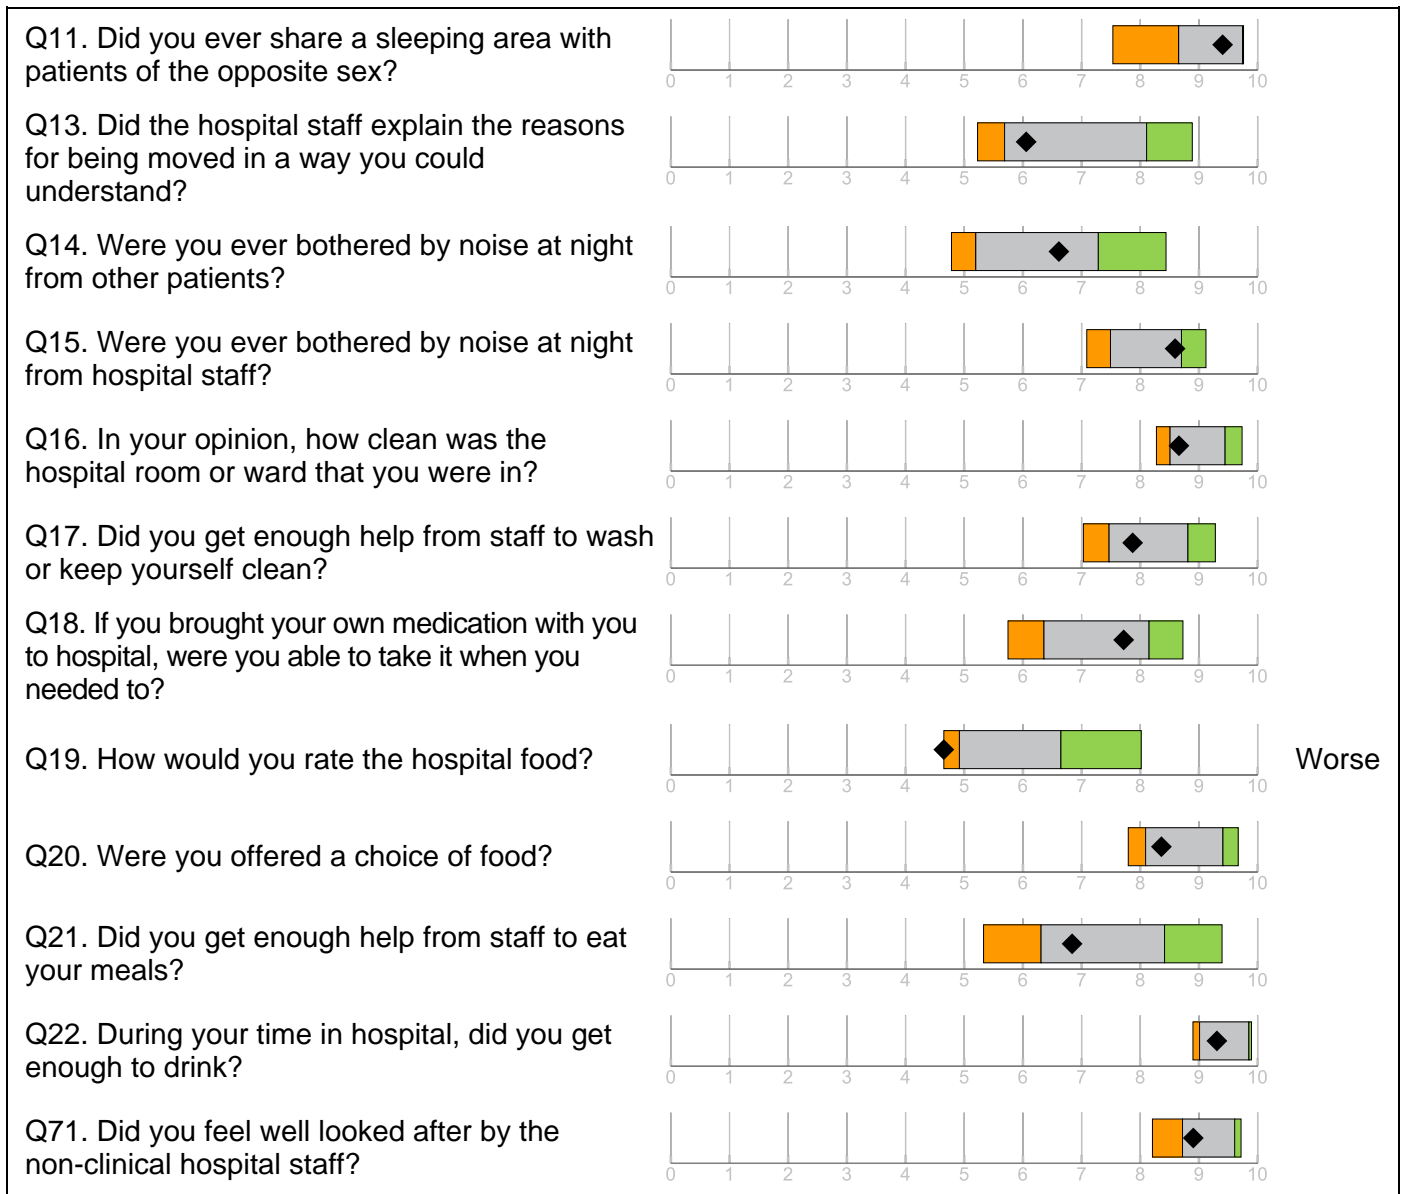 Q11. Did you ever share a sleeping area with
patients of the opposite sex?
0 1 2 3 4 5 6 7 8 9 10
Q13. Did the hospital staff explain the reasons
for being moved in a way you could
understand?
0 1 2 3 4 5 6 7 8 9 10
Q14. Were you ever bothered by noise at night
from other patients?
0 1 2 3 4 5 6 7 8 9 10
Q15. Were you ever bothered by noise at night
from hospital staff?
0 1 2 3 4 5 6 7 8 9 10
Q16. In your opinion, how clean was the
hospital room or ward that you were in?
0 1 2 3 4 5 6 7 8 9 10
Q17. Did you get enough help from staff to wash
or keep yourself clean?
0 1 2 3 4 5 6 7 8 9 10
Q18. If you brought your own medication with you
to hospital, were you able to take it when you
needed to?
0 1 2 3 4 5 6 7 8 9 10
Q19. How would you rate the hospital food?
Worse
0 1 2 3 4 5 6 7 8 9 10
Q20. Were you offered a choice of food?
0 1 2 3 4 5 6 7 8 9 10
Q21. Did you get enough help from staff to eat
your meals?
0 1 2 3 4 5 6 7 8 9 10
Q22. During your time in hospital, did you get
enough to drink?
0 1 2 3 4 5 6 7 8 9 10
Q71. Did you feel well looked after by the
non-clinical hospital staff?
0 1 2 3 4 5 6 7 8 9 10